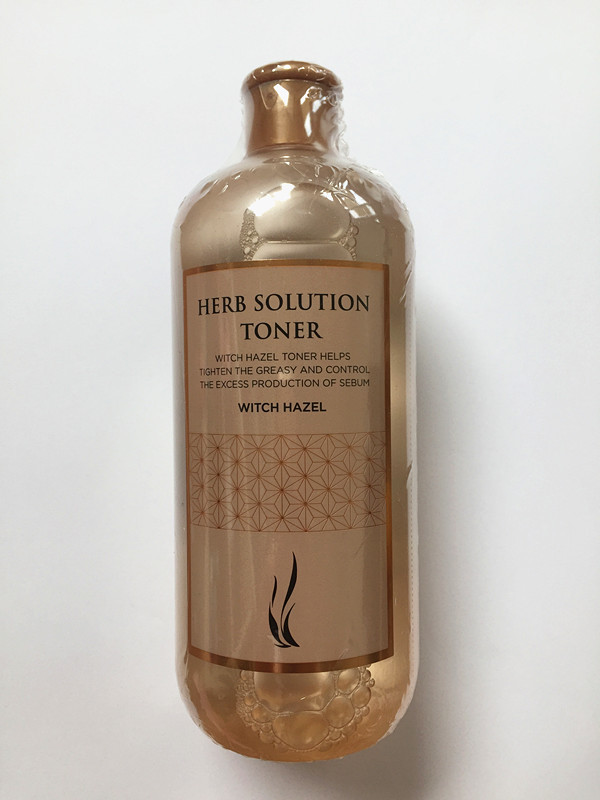 HERB SOLUTION
TONER
WITCH HAZEL TONER HELPS
TIGHTEN THE GREASY AND CONTROL
THE EXCESS PRODUCTION OF SEBUM
WITCH HAZEL